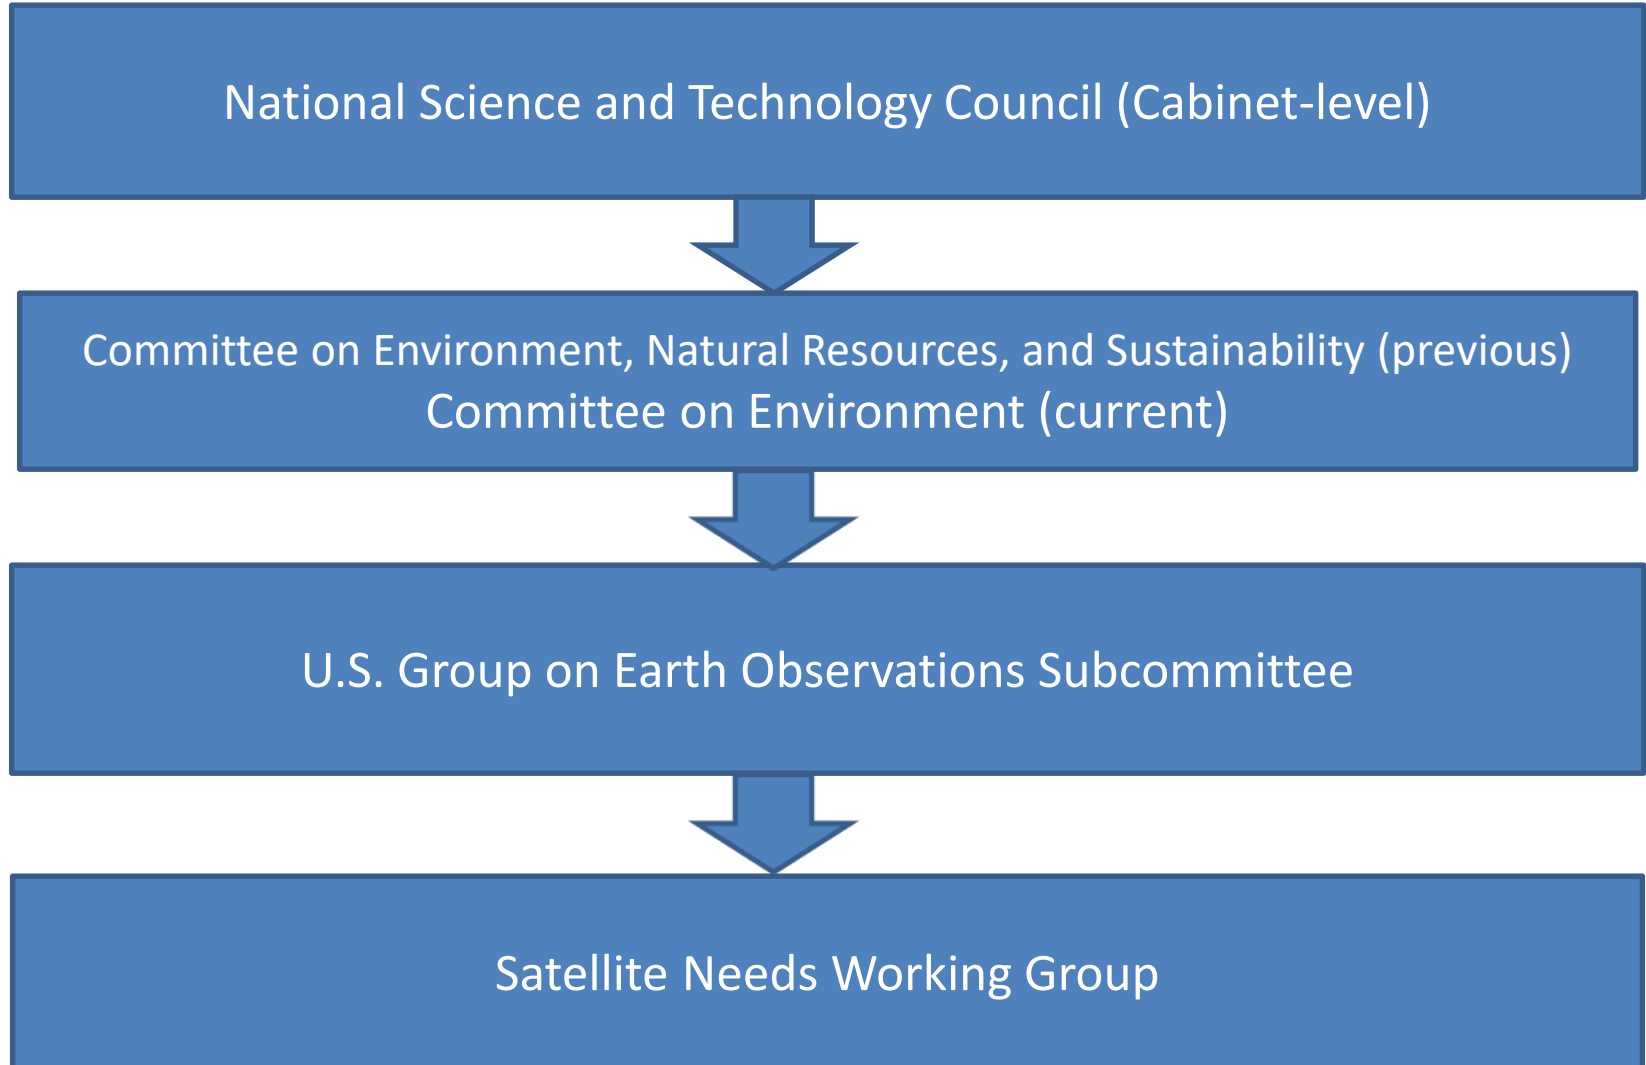 National Science and Technology Council (Cabinet-level)
Committee on Environment, Natural Resources, and Sustainability (previous)
Committee on Environment (current)
U.S. Group on Earth Observations Subcommittee
Satellite Needs Working Group